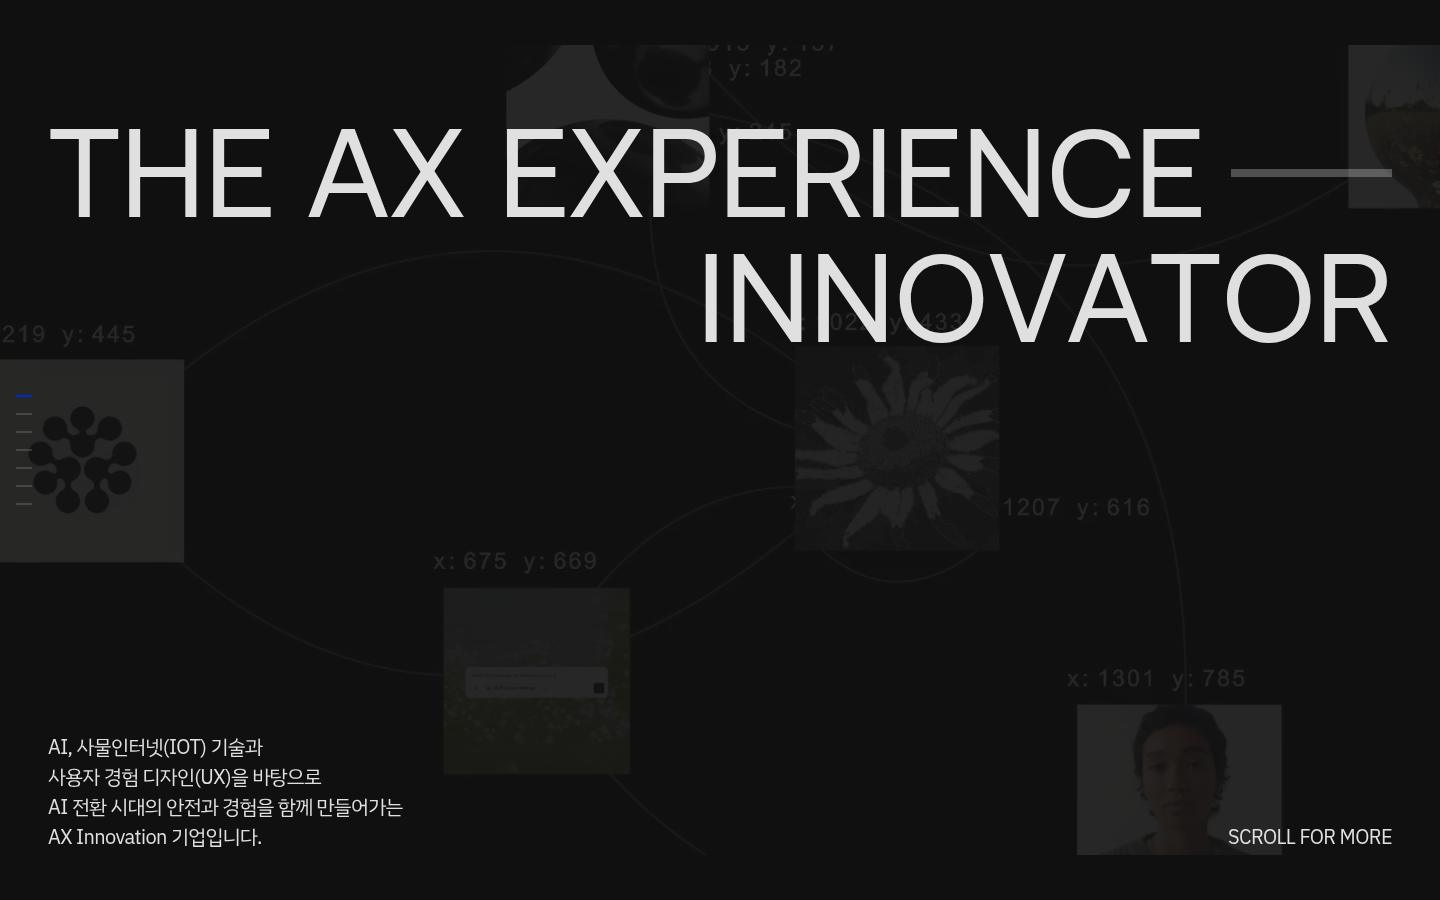 y: 182
THE AX EXPERIENCE
INNOVATOR
219 y: 445
1207 y: 616
x: 675 y: 669
x: 1301 y: 785
AI, 사물인터넷(IOT) 기술과
사용자 경험 디자인(UX)을 바탕으로
AI 전환 시대의 안전과 경험을 함께 만들어가는
AX Innovation 기업입니다.
SCROLL FOR MORE